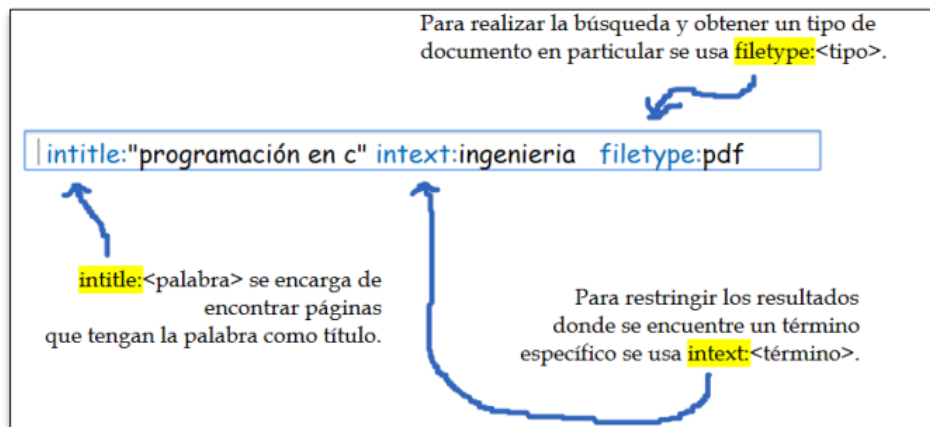 Para realizar la búsqueda y obtener un tipo de
documento en particular se usa filetype:<tipo>.
intitle:"programación en c" intext:ingenieria filetype:pdf
intitle:<palabra> se encarga de
encontrar páginas
que tengan la palabra como título.
Para restringir los resultados
donde se encuentre un término
específico se usa intext:<término>.